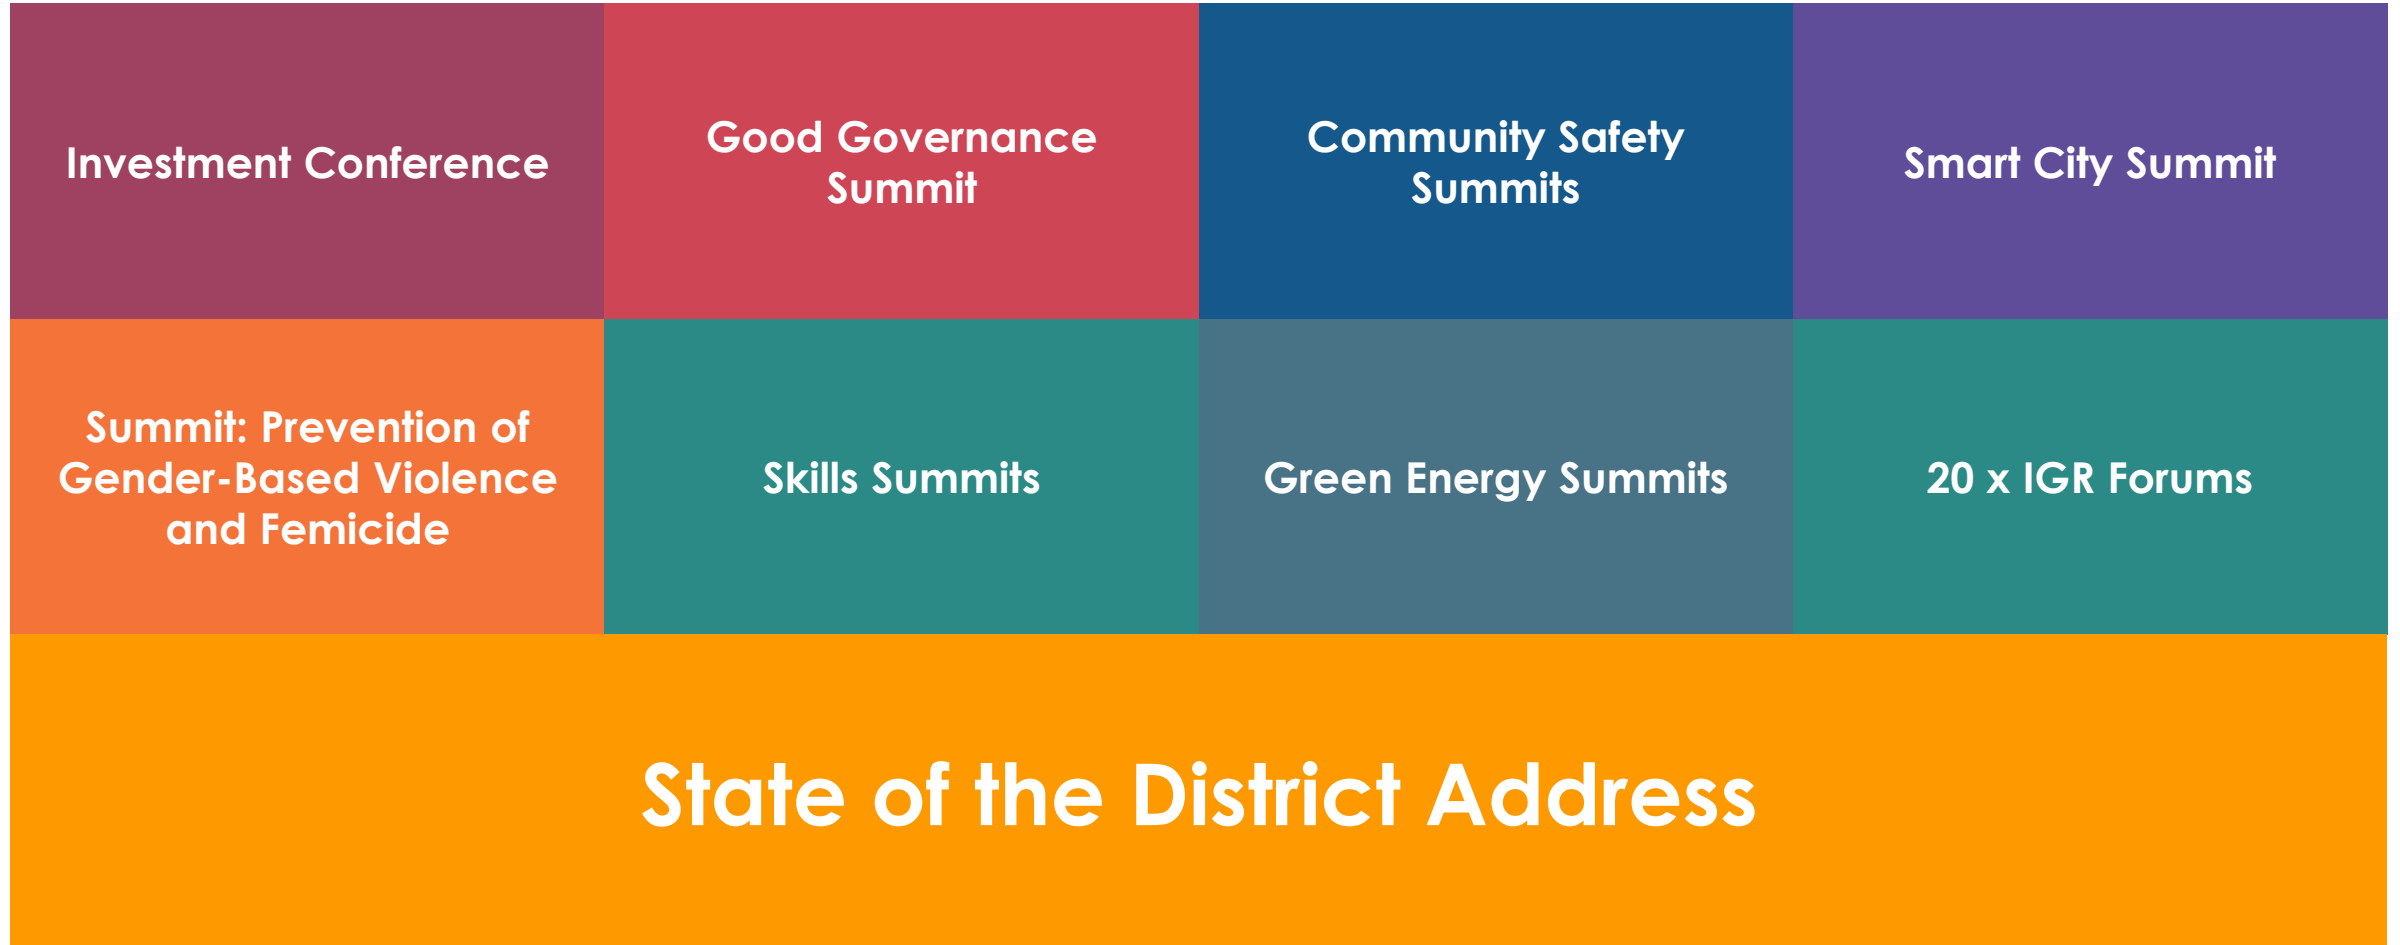 Investment Conference
Good Governance
Summit
Community Safety
Summits
Smart City Summit
Summit: Prevention of
Gender-Based Violence
and Femicide
Skills Summits
Green Energy Summits
20 x IGR Forums
State of the District Address